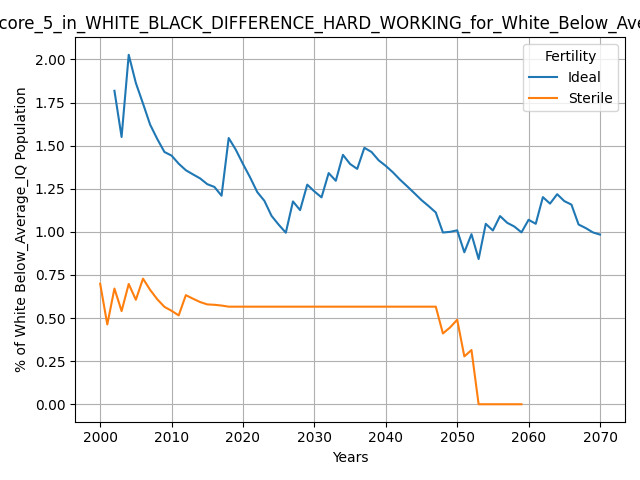 core_5_in_WHITE_BLACK_DIFFERENCE_HARD_WORKING_for_White_Below_Ave
Fertility
Ideal
Sterile
% of White Below_Average_IQ Population
2.00
1.75
1.50
1.25
1.00
0.75
0.50
0.25
0.00
2000 2010 2020 2030 2040 2050 2060 2070
Years